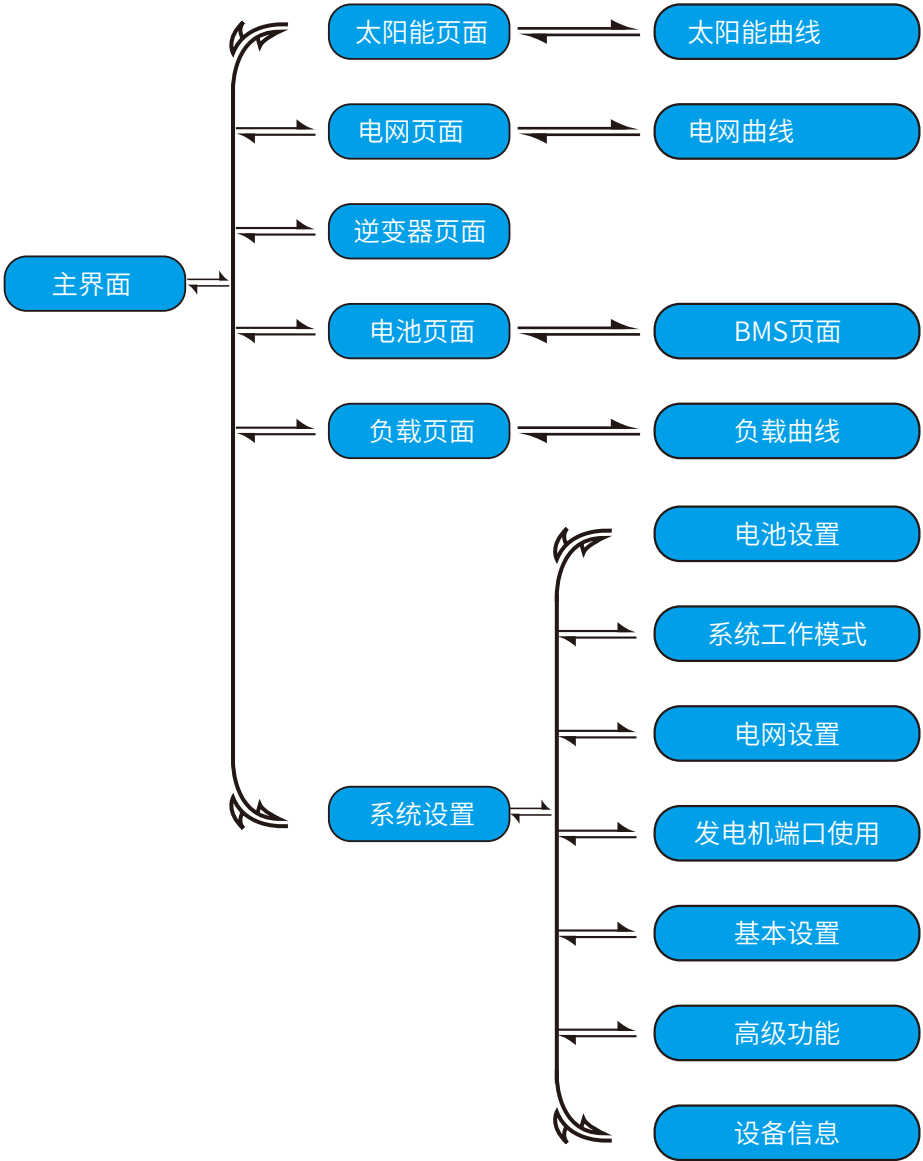 太阳能页面
太阳能曲线
电网页面
电网曲线
逆变器页面
主界面
电池页面
BMS页面
负载页面
负载曲线
电池设置
系统工作模式
电网设置
系统设置
发电机端口使用
基本设置
高级功能
设备信息